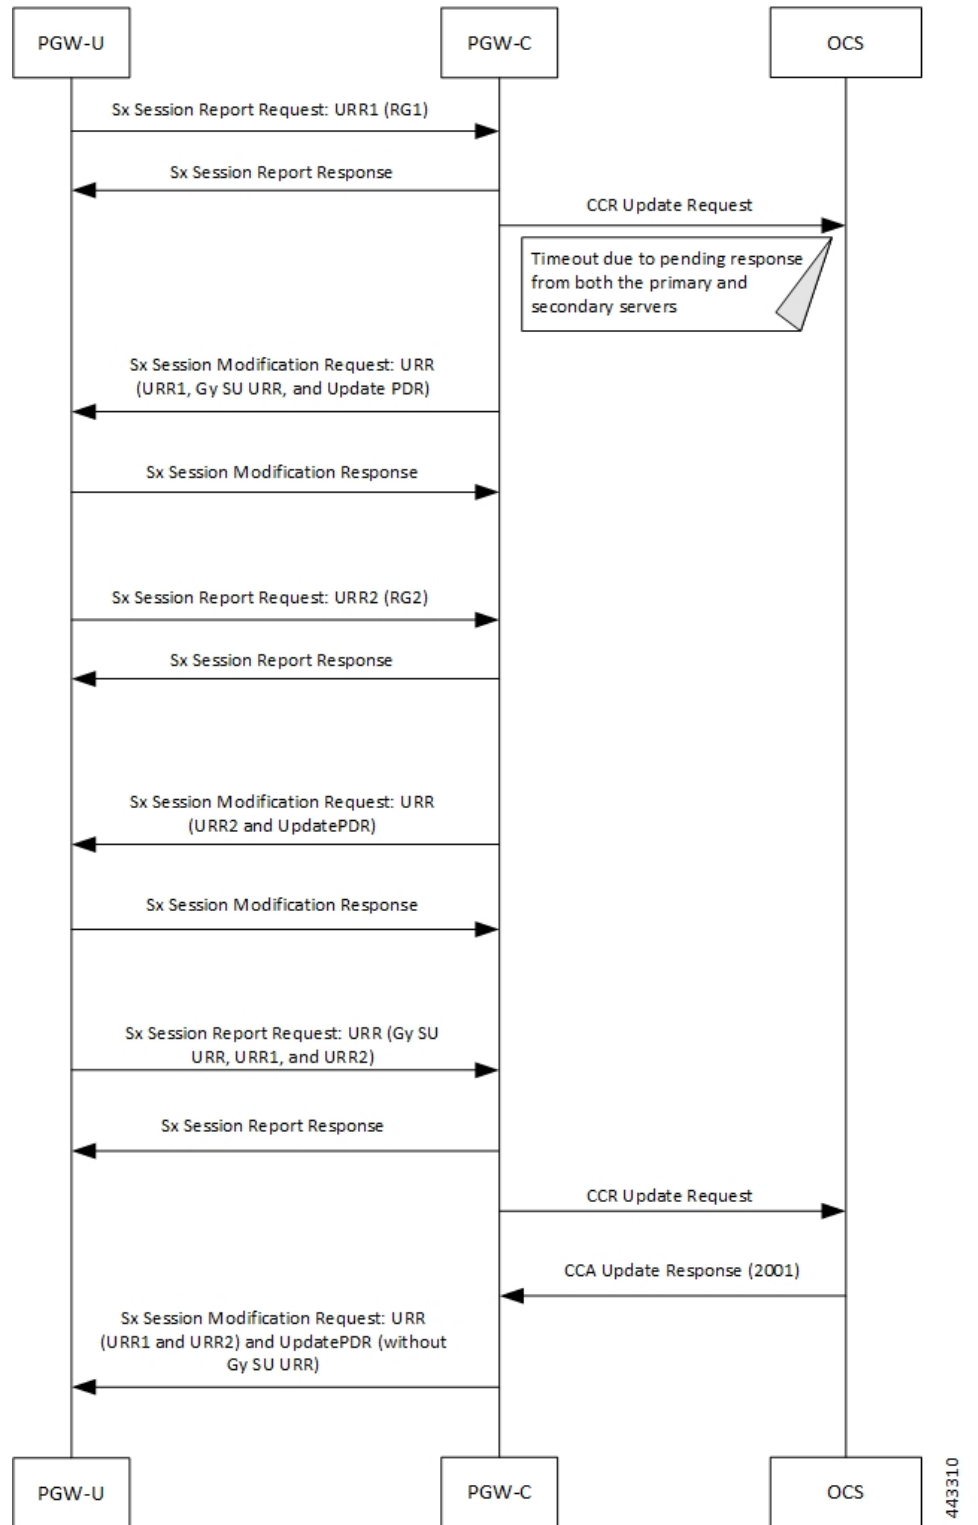 PGW-U
PGW-C
OCS
Sx Session Report Request: URR1 (RG1)
Sx Session Report Response
CCR Update Request
Timeout due to pending response
from both the primary and
secondary servers
Sx Session Modification Request: URR
(URR1, Gy SU URR, and Update PDR)
Sx Session Modification Response
Sx Session Report Request: URR2 (RG2)
Sx Session Report Response
Sx Session Modification Request: URR
(URR2 and UpdatePDR)
Sx Session Modification Response
Sx Session Report Request: URR (Gy SU
URR, URR1, and URR2)
Sx Session Report Response
CCR Update Request
CCA Update Response (2001)
Sx Session Modification Request: URR
(URR1 and URR2) and UpdatePDR (without
Gy SU URR)
PGW-U
PGW-C
OCS
443310